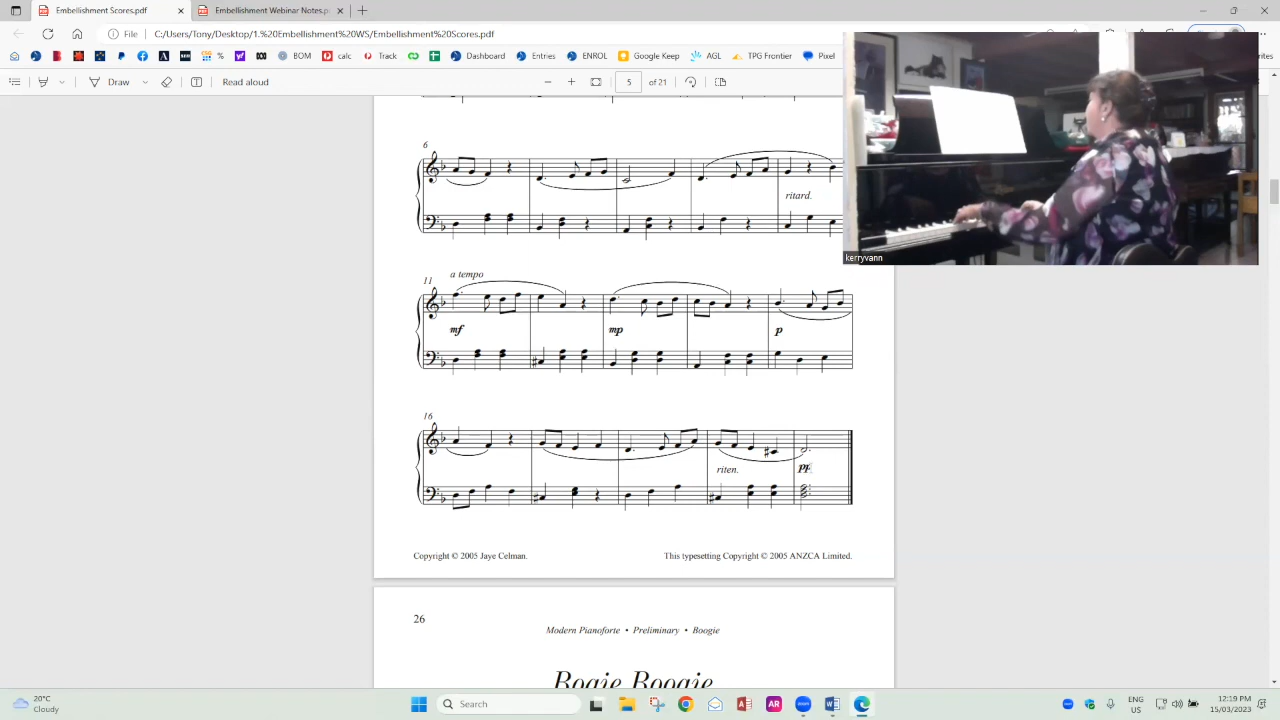 Embellishment Scores.pdf
Embellishment Webinar Notes.p
File
C:/Users/Tony/Desktop/1.%20Embellishment%20WS/Embellishment%20Scores.pdf
BOM
calc
Track
Dashboard
Entries
ENROL
Google Keep
AGL
TPG Fronter
Pixel
orites
Draw
Read aloud
5 of 21
6
ritard.
kerryvann
11
a tempo
mf
mp
p
16
riten.
pp
Copyright © 2005 Jaye Celman.
This typesetting Copyright © 2005 ANZCA Limited.
26
Modern Pianoforte • Preliminary • Boogie
Bogie Boogie
20°C
Cloudy
Search
ENG
US
12:19 PM
15/03/2023